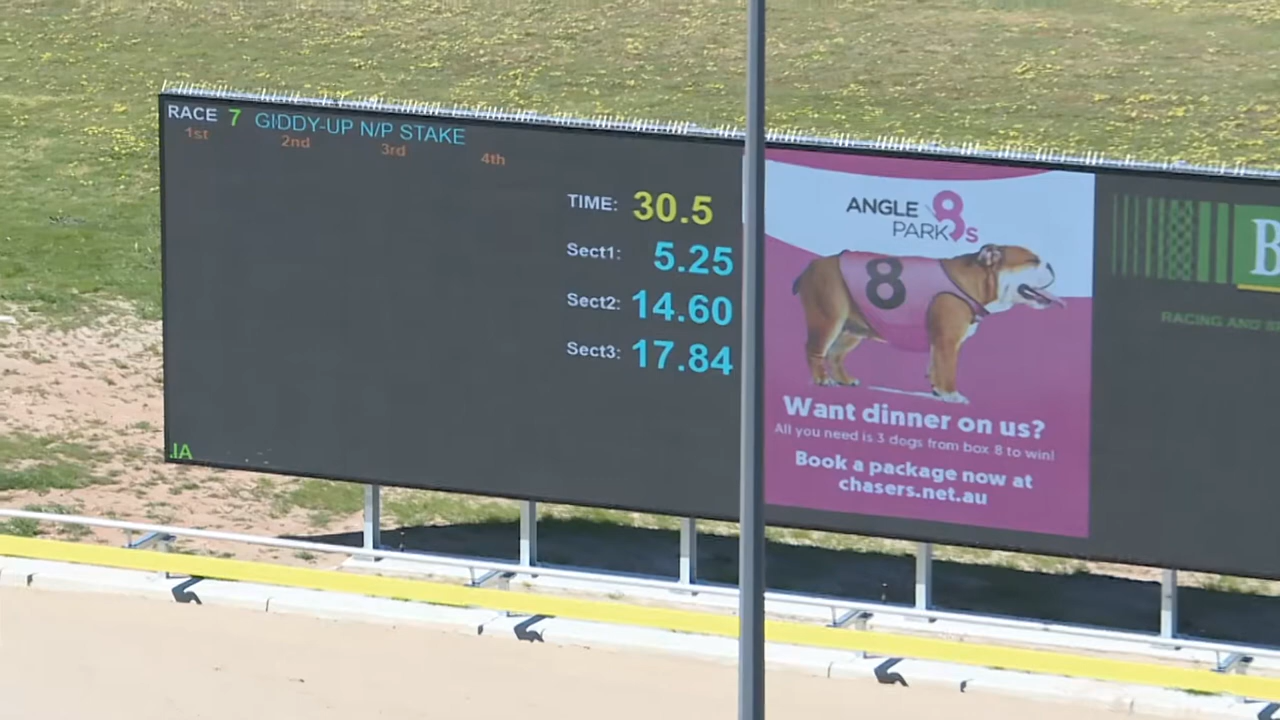 RACE 7 GIDDY-UP N/P STAKE
1st 2nd 3rd 4th
TIME: 30.5
Sect1: 5.25
Sect2: 14.60
Sect3: 17.84
.IA
ANGLE
PARK 8s
8
Want dinner on us?
All you need is 3 dogs from box 8 to win!
Book a package now at
chasers.net.au
B
RACING AND